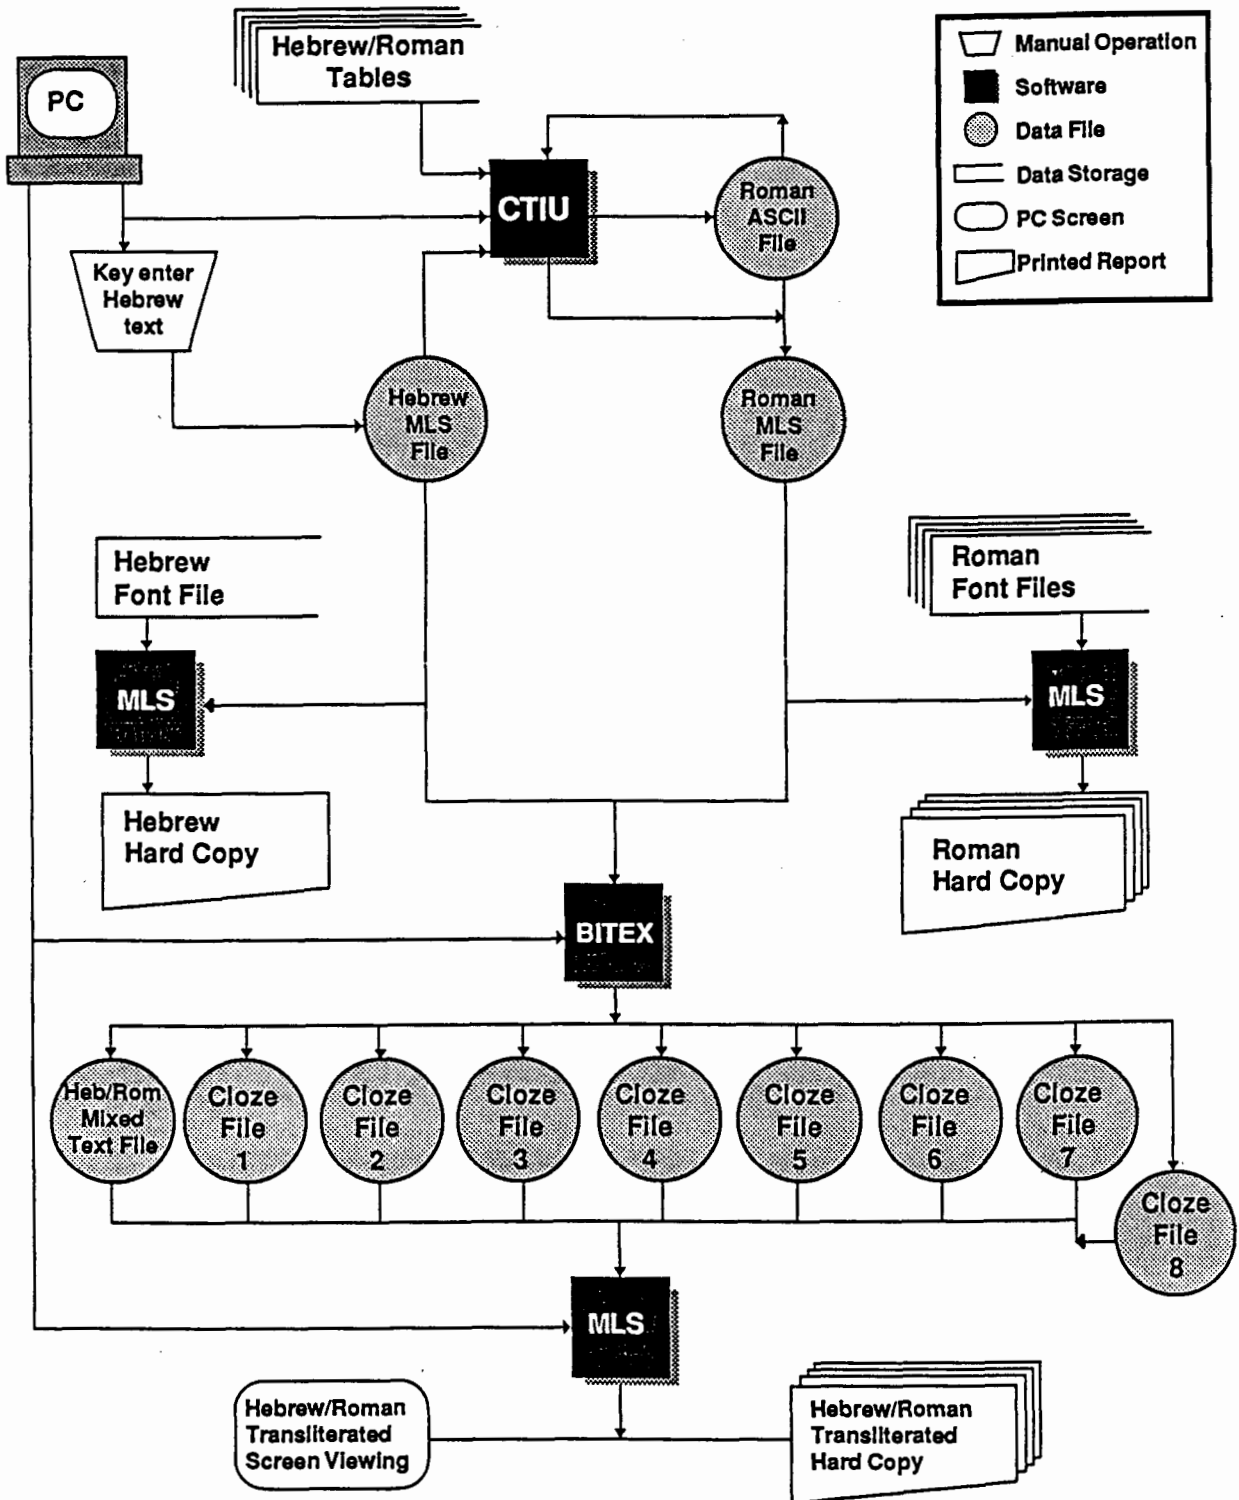 Hebrew/Roman
Tables
PC
Manual Operation
Software
Data File
Data Storage
PC Screen
Printed Report
CTIU
Roman
ASCII
File
Key enter
Hebrew
text
Hebrew
MLS
File
Roman
MLS
File
Hebrew
Font File
Roman
Font Files
MLS
MLS
Hebrew
Hard Copy
Roman
Hard Copy
BITEX
Heb/Rom
Mixed
Text File
Cloze
File
1
Cloze
File
2
Cloze
File
3
Cloze
File
4
Cloze
File
5
Cloze
File
6
Cloze
File
7
Cloze
File
8
MLS
Hebrew/Roman
Transliterated
Screen Viewing
Hebrew/Roman
Transliterated
Hard Copy